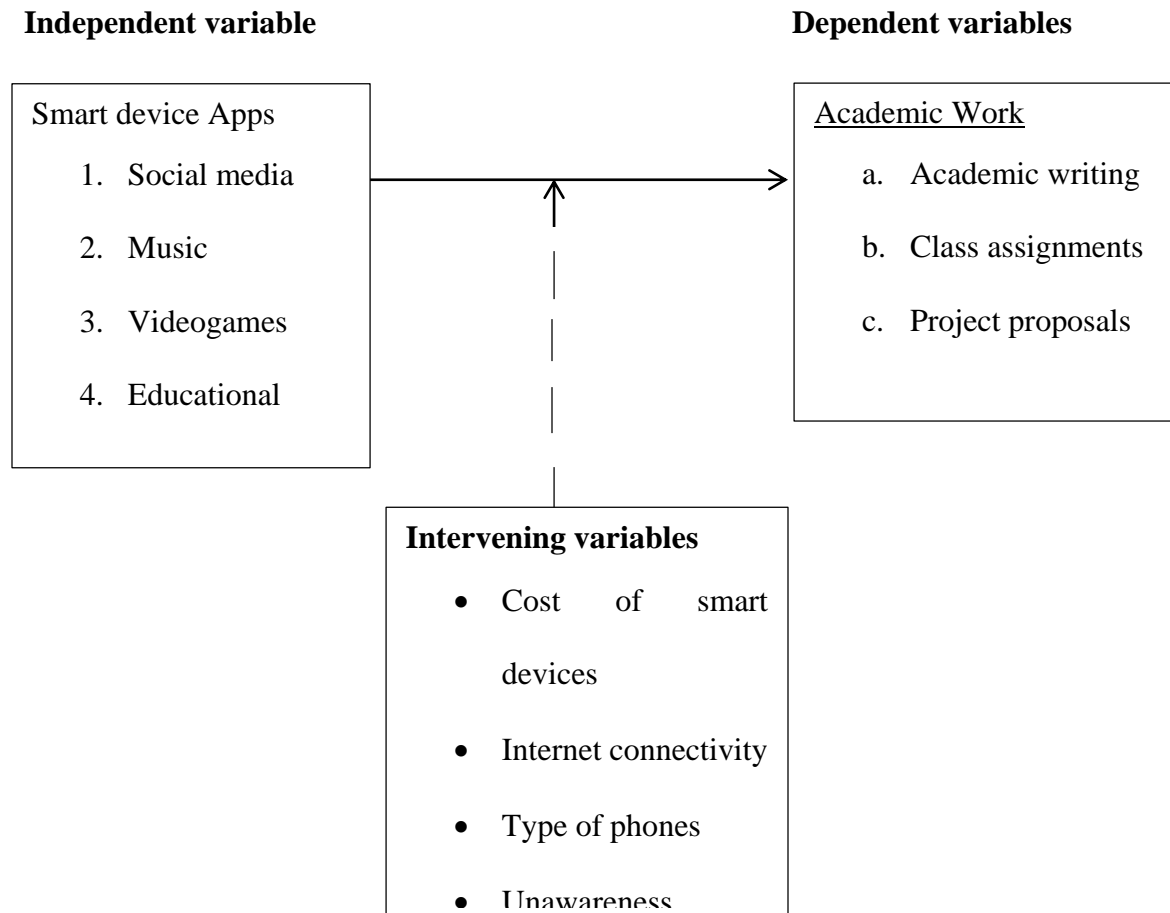 Independent variable
Dependent variables
Smart device Apps
1. Social media
2. Music
3. Videogames
4. Educational
Academic Work
a. Academic writing
b. Class assignments
c. Project proposals
Intervening variables
• Cost of smart
devices
• Internet connectivity
• Type of phones
• Unawareness